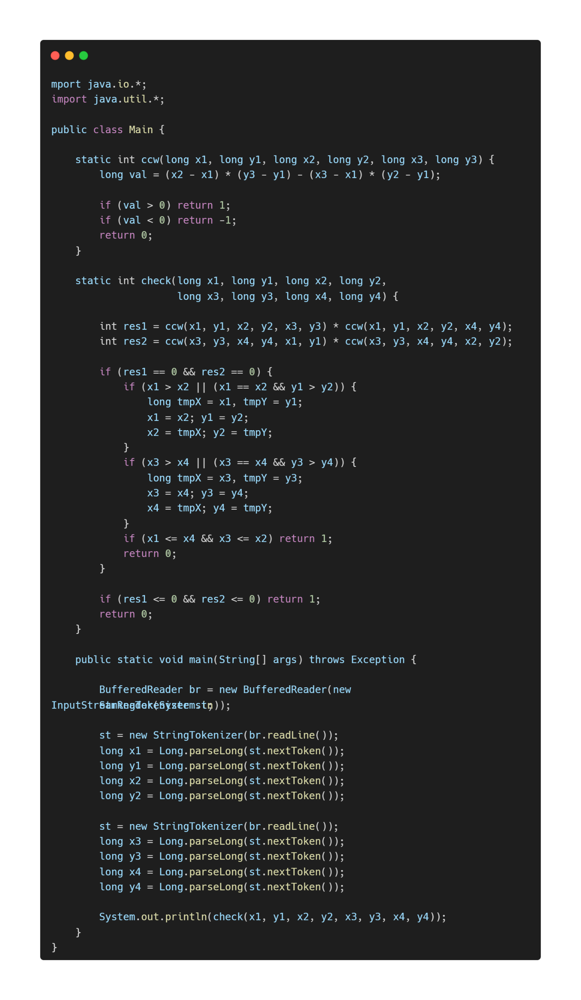 mport java.io.*;
import java.util.*;

public class Main {

    static int ccw(long x1, long y1, long x2, long y2, long x3, long y3) {
        long val = (x2 - x1) * (y3 - y1) - (x3 - x1) * (y2 - y1);

        if (val > 0) return 1;
        if (val < 0) return -1;
        return 0;
    }

    static int check(long x1, long y1, long x2, long y2,
                     long x3, long y3, long x4, long y4) {

        int res1 = ccw(x1, y1, x2, y2, x3, y3) * ccw(x1, y1, x2, y2, x4, y4);
        int res2 = ccw(x3, y3, x4, y4, x1, y1) * ccw(x3, y3, x4, y4, x2, y2);

        if (res1 == 0 && res2 == 0) {
            if (x1 > x2 || (x1 == x2 && y1 > y2)) {
                long tmpX = x1, tmpY = y1;
                x1 = x2; y1 = y2;
                x2 = tmpX; y2 = tmpY;
            }
            if (x3 > x4 || (x3 == x4 && y3 > y4)) {
                long tmpX = x3, tmpY = y3;
                x3 = x4; y3 = y4;
                x4 = tmpX; y4 = tmpY;
            }
            if (x1 <= x4 && x3 <= x2) return 1;
            return 0;
        }

        if (res1 <= 0 && res2 <= 0) return 1;
        return 0;
    }

    public static void main(String[] args) throws Exception {

        BufferedReader br = new BufferedReader(new
InputStreamReader(System.in));
        StringTokenizer st;

        st = new StringTokenizer(br.readLine());
        long x1 = Long.parseLong(st.nextToken());
        long y1 = Long.parseLong(st.nextToken());
        long x2 = Long.parseLong(st.nextToken());
        long y2 = Long.parseLong(st.nextToken());

        st = new StringTokenizer(br.readLine());
        long x3 = Long.parseLong(st.nextToken());
        long y3 = Long.parseLong(st.nextToken());
        long x4 = Long.parseLong(st.nextToken());
        long y4 = Long.parseLong(st.nextToken());

        System.out.println(check(x1, y1, x2, y2, x3, y3, x4, y4));
    }
}